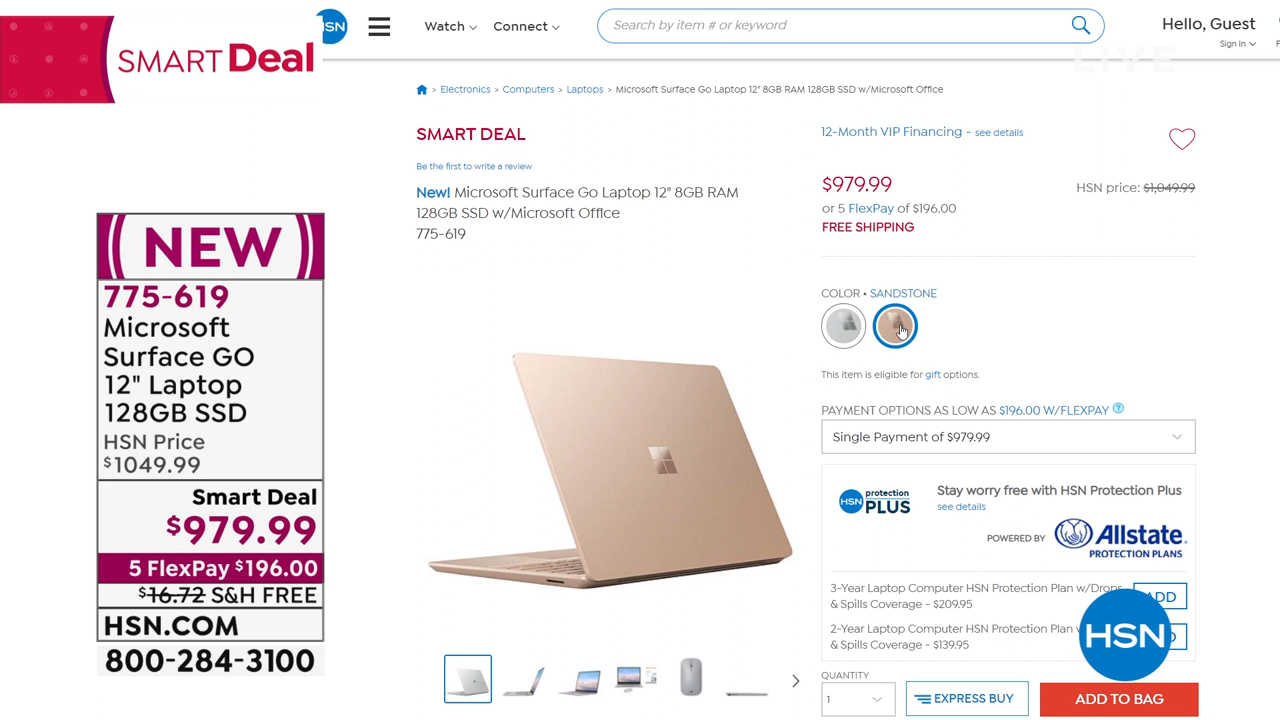 SMART Deal
HSN
Watch
Connect
Search by item # or keyword
Hello, Guest
Sign In
LIVE
> Electronics > Computers > Laptops > Microsoft Surface Go Laptop 12" 8GB RAM 128GB SSD w/Microsoft Office
SMART DEAL
Be the first to write a review
New! Microsoft Surface Go Laptop 12" 8GB RAM
128GB SSD w/Microsoft Office
775-619
12-Month VIP Financing - see details
$979.99
HSN price: $1,049.99
or 5 FlexPay of $196.00
FREE SHIPPING
COLOR • SANDSTONE
This item is eligible for gift options.
PAYMENT OPTIONS AS LOW AS $196.00 W/FLEXPAY ?
Single Payment of $979.99
HSN protection PLUS
Stay worry free with HSN Protection Plus
see details
POWERED BY Allstate.
PROTECTION PLANS
3-Year Laptop Computer HSN Protection Plan w/Drops
& Spills Coverage - $209.95
ADD
2-Year Laptop Computer HSN Protection Plan
& Spills Coverage - $139.95
HSN
QUANTITY
1
EXPRESS BUY
ADD TO BAG
(( NEW ))
775-619
Microsoft
Surface GO
12" Laptop
128GB SSD
HSN Price
$1049.99
Smart Deal
$979.99
5 FlexPay $196.00
$16.72 S&H FREE
HSN.COM
800-284-3100